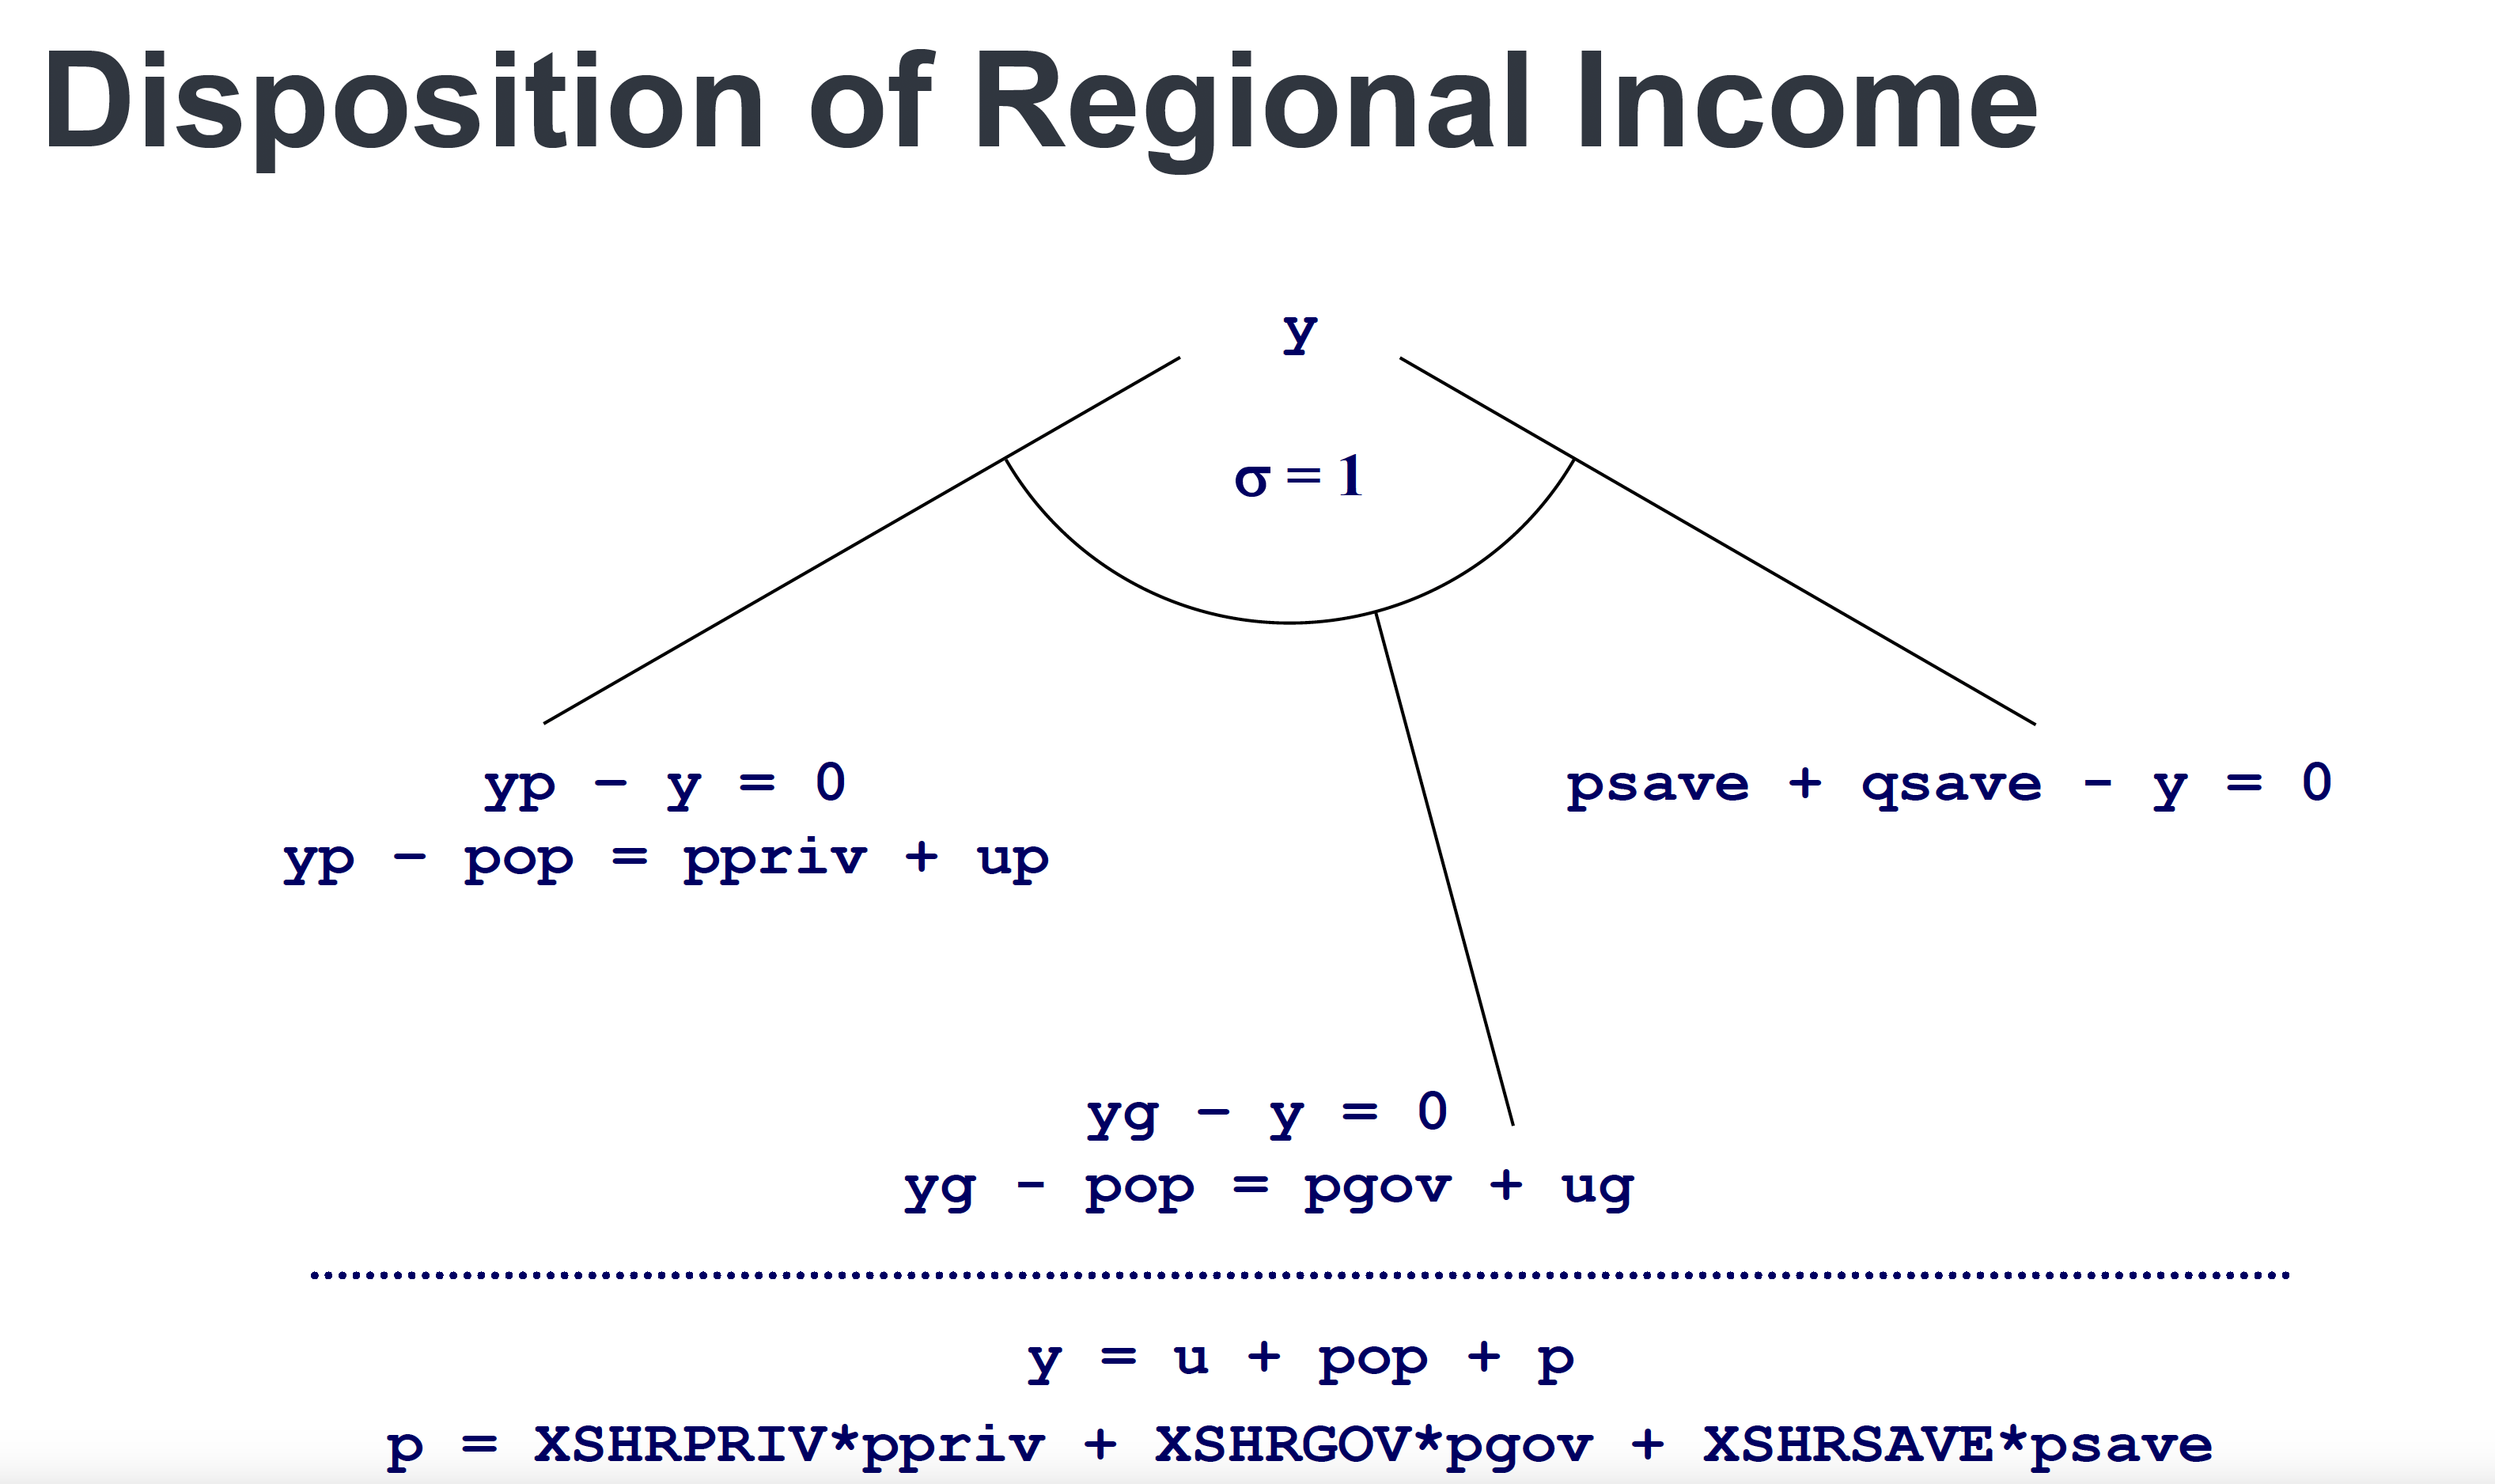 Disposition of Regional Income
y
σ = 1
yp – y = 0
yp – pop = ppriv + up
psave + qsave – y = 0
yg – y = 0
yg – pop = pgov + ug
y = u + pop + p
p = XSHRPRIV*ppriv + XSHRGOV*pgov + XSHRSAVE*psave